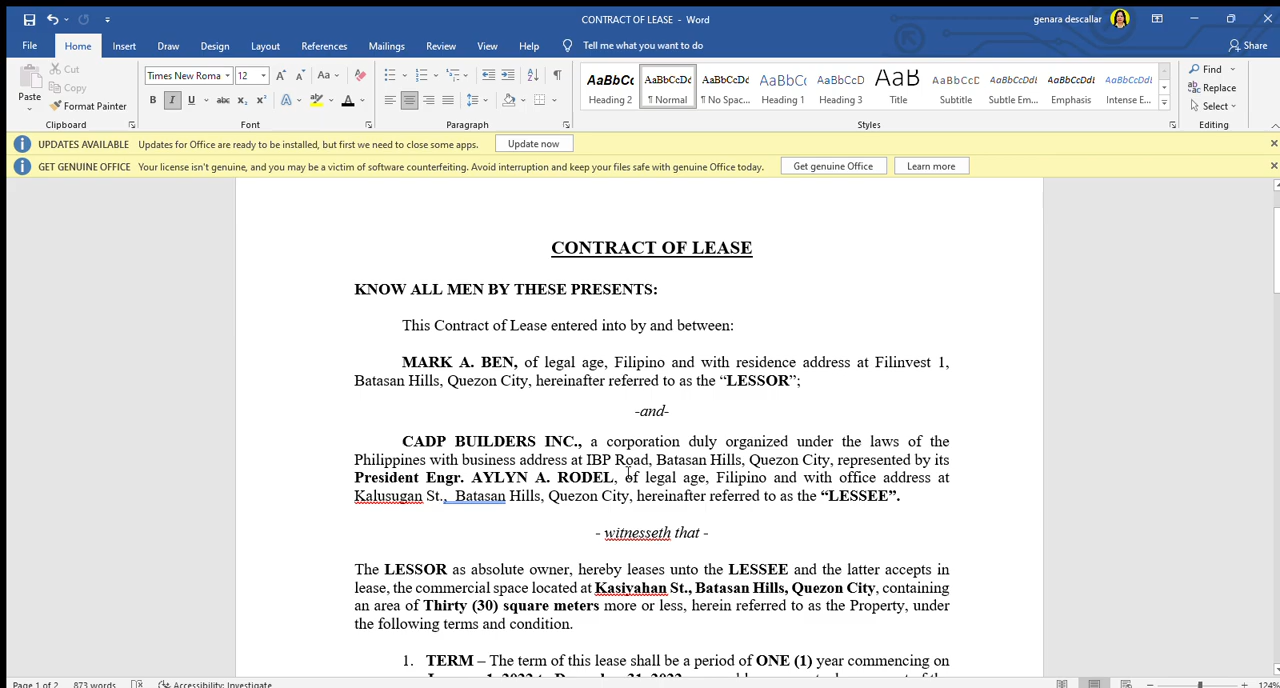 CONTRACT OF LEASE - Word
genara descallar
File Home Insert Draw Design Layout References Mailings Review View Help Tell me what you want to do Share
Paste
Cut
Copy
Format Painter
Clipboard
Times New Roma 12
Font
Paragraph
AaBbCc AaBbCcDc AaBbCcDc AaBbCc AaBbCcD AaB AaBbCcD AaBbCcDd AaBbCcDd AaBbCcDd
Heading 2 ¶ Normal ¶ No Spac... Heading 1 Heading 3 Title Subtitle Subtle Em... Emphasis Intense E...
Styles
Find
Replace
Select
Editing
UPDATES AVAILABLE Updates for Office are ready to be installed, but first we need to close some apps. Update now
GET GENUINE OFFICE Your license isn't genuine, and you may be a victim of software counterfeiting. Avoid interruption and keep your files safe with genuine Office today. Get genuine Office Learn more
CONTRACT OF LEASE
KNOW ALL MEN BY THESE PRESENTS:
This Contract of Lease entered into by and between:
MARK A. BEN, of legal age, Filipino and with residence address at Filinvest 1,
Batasan Hills, Quezon City, hereinafter referred to as the “LESSOR”;
-and-
CADP BUILDERS INC., a corporation duly organized under the laws of the
Philippines with business address at IBP Road, Batasan Hills, Quezon City, represented by its
President Engr. AYLYN A. RODEL, of legal age, Filipino and with office address at
Kalusugan St., Batasan Hills, Quezon City, hereinafter referred to as the “LESSEE”.
- witnesseth that -
The LESSOR as absolute owner, hereby leases unto the LESSEE and the latter accepts in
lease, the commercial space located at Kasiyahan St., Batasan Hills, Quezon City, containing
an area of Thirty (30) square meters more or less, herein referred to as the Property, under
the following terms and condition.
1. TERM – The term of this lease shall be a period of ONE (1) year commencing on
Page 1 of 2 873 words Accessibility: Investigate 124%